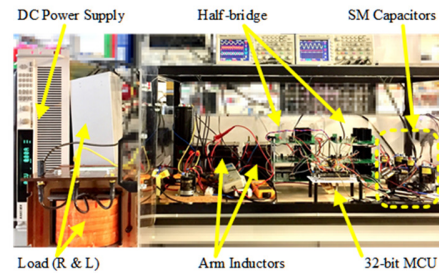 DC Power Supply
Half-bridge
SM Capacitors
Load (R & L)
Arm Inductors
32-bit MCU